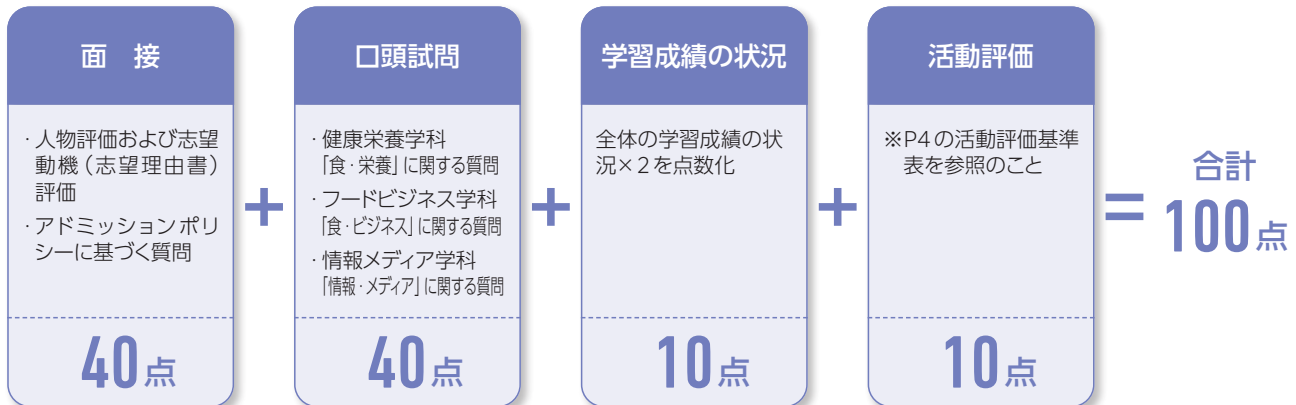 面　接
・人物評価および志望
動機（志望理由書）
評価
・アドミッションポリ
シーに基づく質問
40点
＋
口頭試問
・健康栄養学科
「食・栄養」に関する質問
・フードビジネス学科
「食・ビジネス」に関する質問
・情報メディア学科
「情報・メディア」に関する質問
40点
＋
学習成績の状況
全体の学習成績の状
況×2を点数化
10点
＋
活動評価
※P4の活動評価基準
表を参照のこと
10点
＝
合計
100点